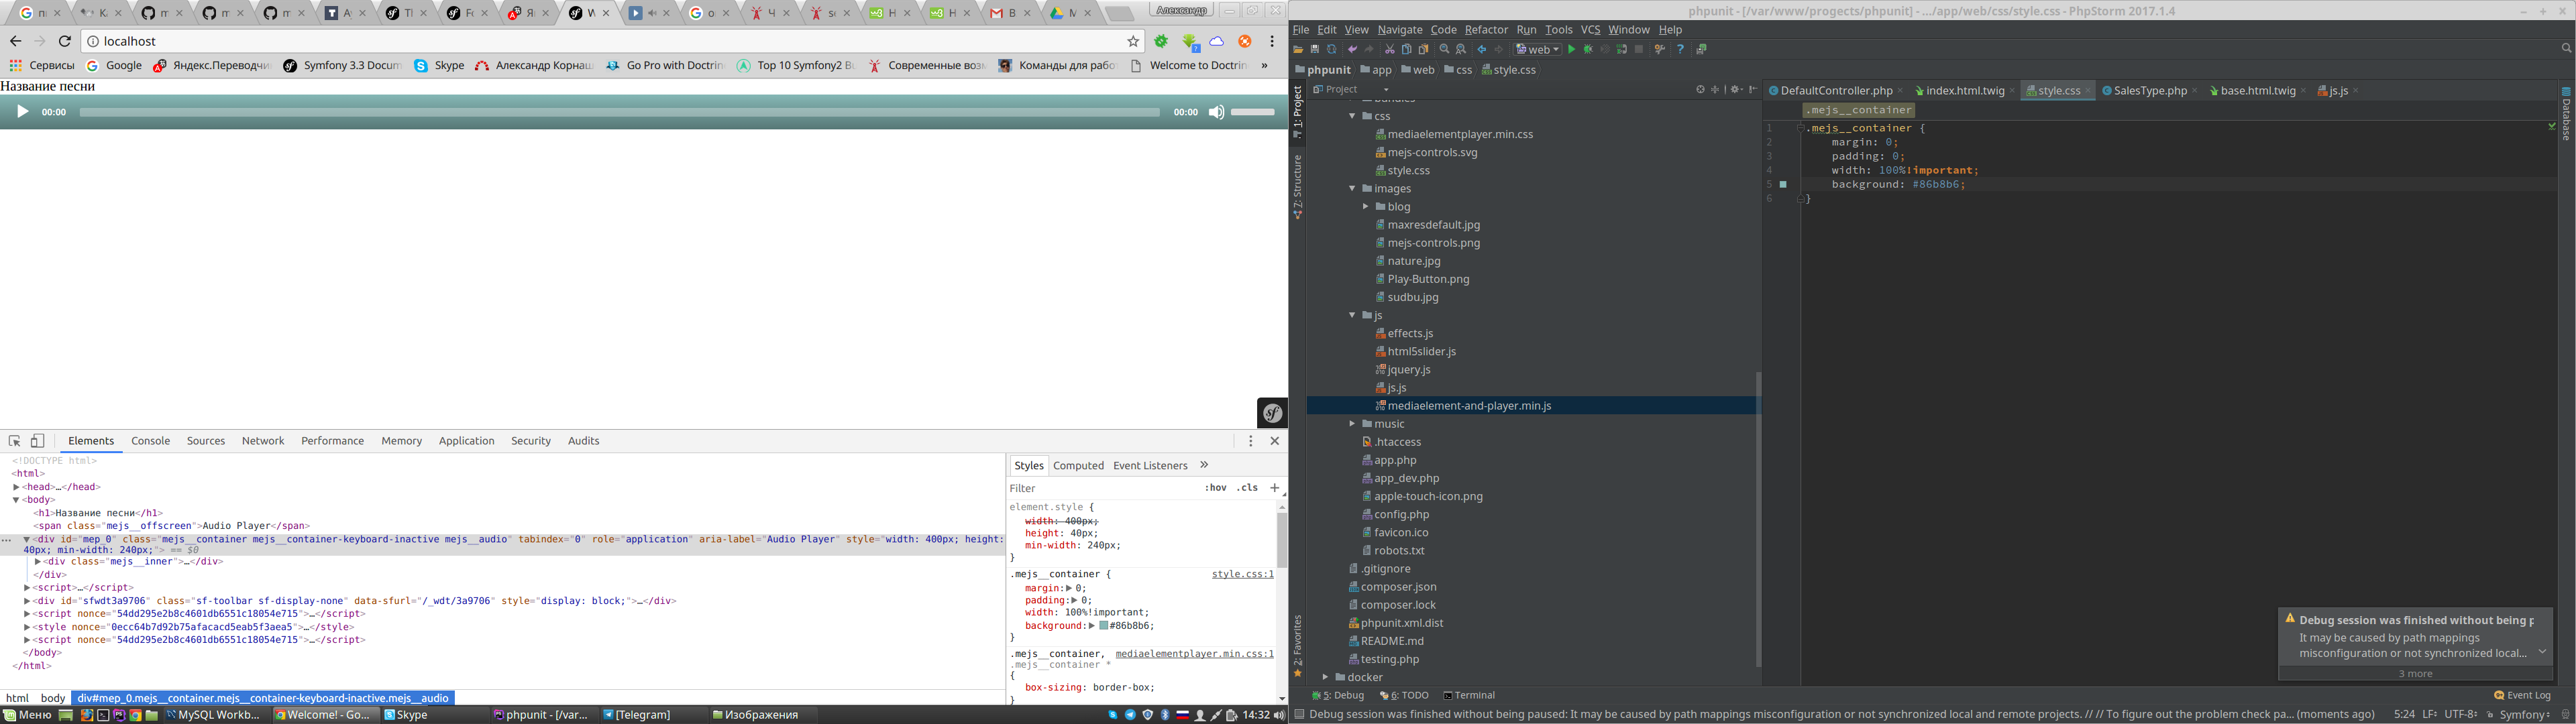 Александр
localhost
Сервисы Google Яндекс.Переводчи Symfony 3.3 Docum Skype Александр Корнаш Go Pro with Doctrin Top 10 Symfony2 Bu Современные возм Команды для рабо Welcome to Doctrin »
Название песни
00:00 00:00
Elements Console Sources Network Performance Memory Application Security Audits
<!DOCTYPE html>
<html>
<head>…</head>
<body>
<h1>Название песни</h1>
<span class="mejs__offscreen">Audio Player</span>
<div id="mep_0" class="mejs__container mejs__container-keyboard-inactive mejs__audio" tabindex="0" role="application" aria-label="Audio Player" style="width: 400px; height:
40px; min-width: 240px;"> == $0
<div class="mejs__inner">…</div>
</div>
<script>…</script>
<div id="sfwdt3a9706" class="sf-toolbar sf-display-none" data-sfurl="/_wdt/3a9706" style="display: block;">…</div>
<script nonce="54dd295e2b8c4601db6551c18054e715">…</script>
<style nonce="0ecc64b7d92b75afacacd5eab5f3aea5">…</style>
<script nonce="54dd295e2b8c4601db6551c18054e715">…</script>
</body>
</html>
html body div#mep_0.mejs__container.mejs__container-keyboard-inactive.mejs__audio
Styles Computed Event Listeners »
Filter :hov .cls +
element.style {
width: 400px;
height: 40px;
min-width: 240px;
}
.mejs__container { style.css:1
margin: 0;
padding: 0;
width: 100%!important;
background: #86b8b6;
}
.mejs__container, mediaelementplayer.min.css:1
.mejs__container *
{
box-sizing: border-box;
}
Меню MySQL Workb... Welcome! - Go... Skype phpunit - [/var... [Telegram] Изображения 14:32
phpunit - [/var/www/progects/phpunit] - .../app/web/css/style.css - PhpStorm 2017.1.4
File Edit View Navigate Code Refactor Run Tools VCS Window Help
web
phpunit app web css style.css
Project
DefaultController.php index.html.twig style.css SalesType.php base.html.twig js.js
1: Project
7: Structure
2: Favorites
Database
bundles
css
mediaelementplayer.min.css
mejs-controls.svg
style.css
images
blog
maxresdefault.jpg
mejs-controls.png
nature.jpg
Play-Button.png
sudbu.jpg
js
effects.js
html5slider.js
jquery.js
js.js
mediaelement-and-player.min.js
music
.htaccess
app.php
app_dev.php
apple-touch-icon.png
config.php
favicon.ico
robots.txt
.gitignore
composer.json
composer.lock
phpunit.xml.dist
README.md
testing.php
docker
.mejs__container
1 .mejs__container {
2 margin: 0;
3 padding: 0;
4 width: 100%!important;
5 background: #86b8b6;
6 }
Debug session was finished without being p
It may be caused by path mappings
misconfiguration or not synchronized local...
3 more
5: Debug 6: TODO Terminal Event Log
Debug session was finished without being paused: It may be caused by path mappings misconfiguration or not synchronized local and remote projects. // // To figure out the problem check pa... (moments ago) 5:24 LF÷ UTF-8÷ Symfony÷